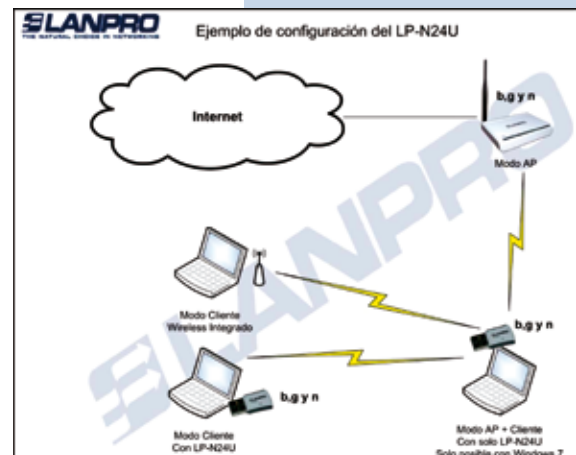 LANPRO
THE NATURAL CHOICE IN NETWORKING
Ejemplo de configuración del LP-N24U
Internet
b,g y n
Modo AP
LANPRO
Modo Cliente
Wireless Integrado
b,g y n
b,g y n
Modo Cliente
Con LP-N24U
Modo AP + Cliente
Con solo LP-N24U
Solo posible con Windows 7